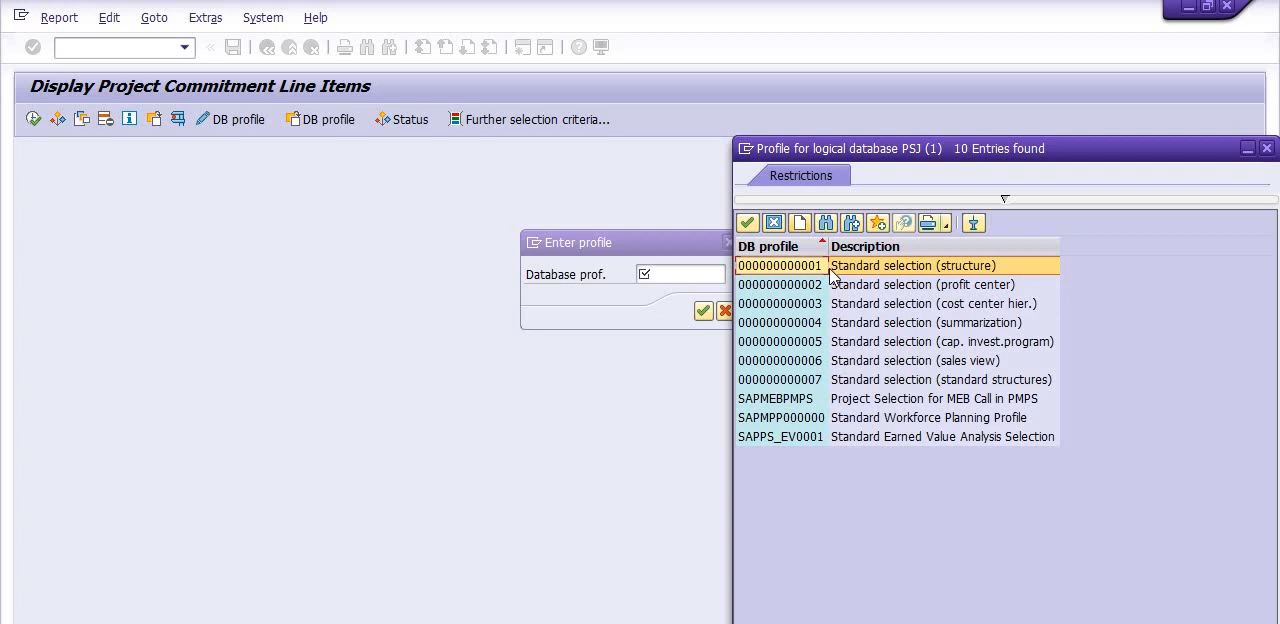 Report Edit Goto Extras System Help
Display Project Commitment Line Items
DB profile DB profile Status Further selection criteria...
Profile for logical database PSJ (1) 10 Entries found
Restrictions
Enter profile
Database prof.
DB profile Description
000000000001 Standard selection (structure)
000000000002 Standard selection (profit center)
000000000003 Standard selection (cost center hier.)
000000000004 Standard selection (summarization)
000000000005 Standard selection (cap. invest.program)
000000000006 Standard selection (sales view)
000000000007 Standard selection (standard structures)
SAPMEBPMPS Project Selection for MEB Call in PMPS
SAPMPP000000 Standard Workforce Planning Profile
SAPPS_EV0001 Standard Earned Value Analysis Selection